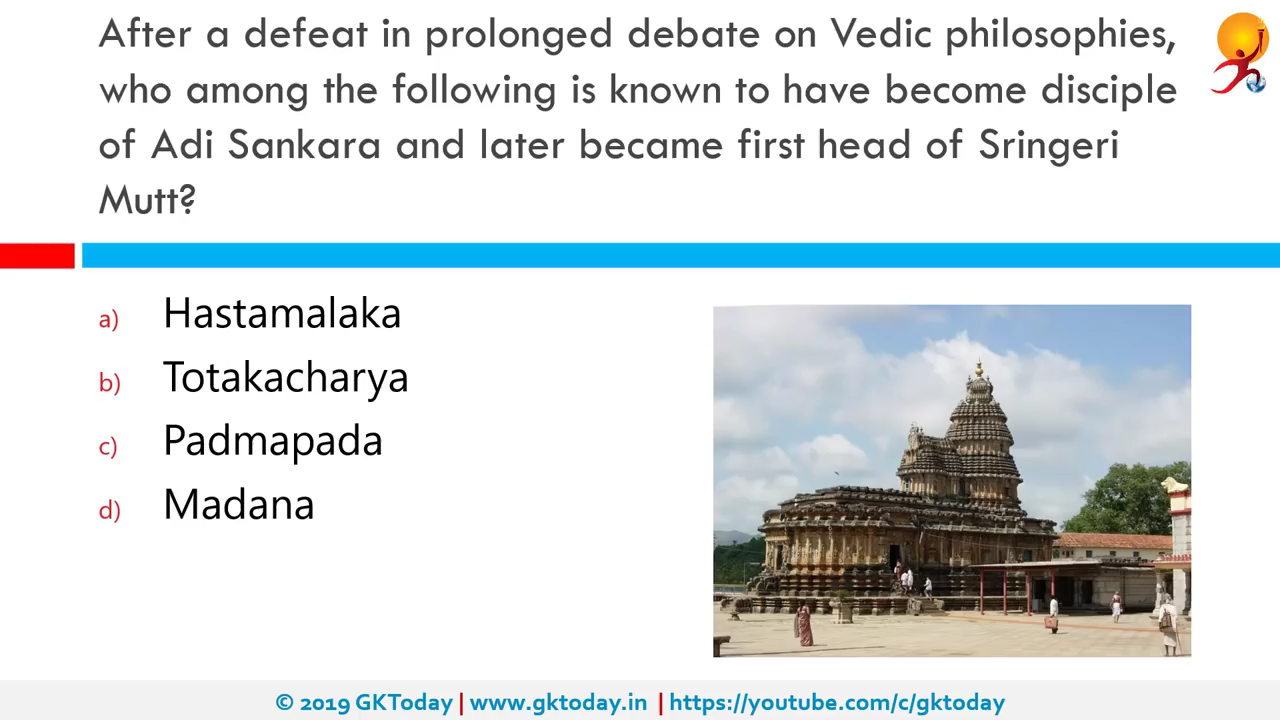 After a defeat in prolonged debate on Vedic philosophies,
who among the following is known to have become disciple
of Adi Sankara and later became first head of Sringeri
Mutt?
a) Hastamalaka
b) Totakacharya
c) Padmapada
d) Madana
© 2019 GKToday | www.gktoday.in | https://youtube.com/c/gktoday